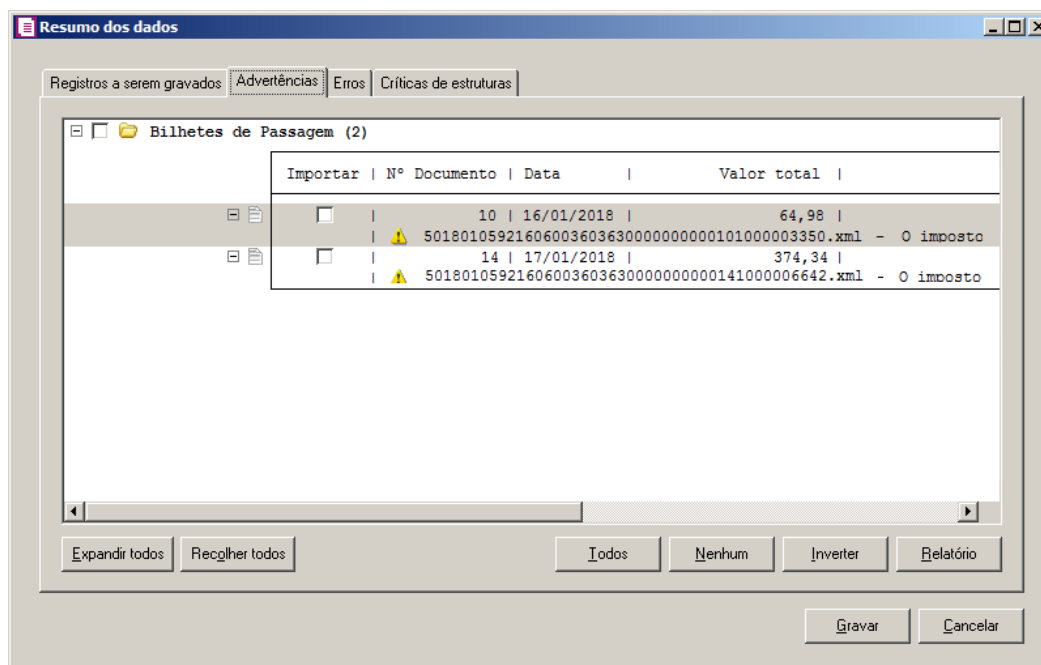 Resumo dos dados
Registros a serem gravados Advertências Erros Críticas de estruturas
Bilhetes de Passagem (2)
Importar | Nº Documento | Data | Valor total |
| 10 | 16/01/2018 | 64,98 |
| 50180105921606003603630000000000101000003350.xml - O imposto
| 14 | 17/01/2018 | 374,34 |
| 50180105921606003603630000000000141000006642.xml - O imposto
Expandir todos Recolher todos Todos Nenhum Inverter Relatório
Gravar Cancelar